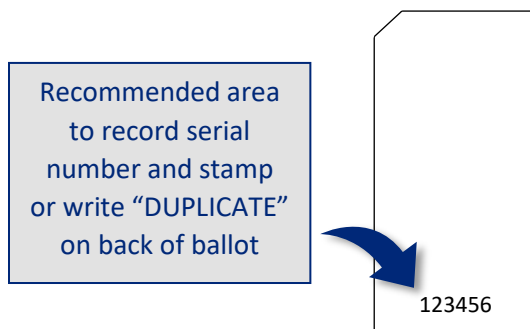 Recommended area
to record serial
number and stamp
or write “DUPLICATE”
on back of ballot
123456